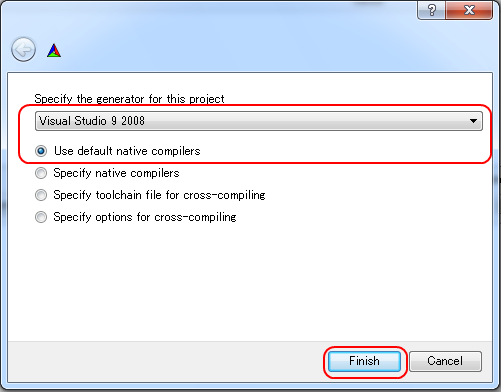 Specify the generator for this project
Visual Studio 9 2008
Use default native compilers
Specify native compilers
Specify toolchain file for cross-compiling
Specify options for cross-compiling
Finish
Cancel